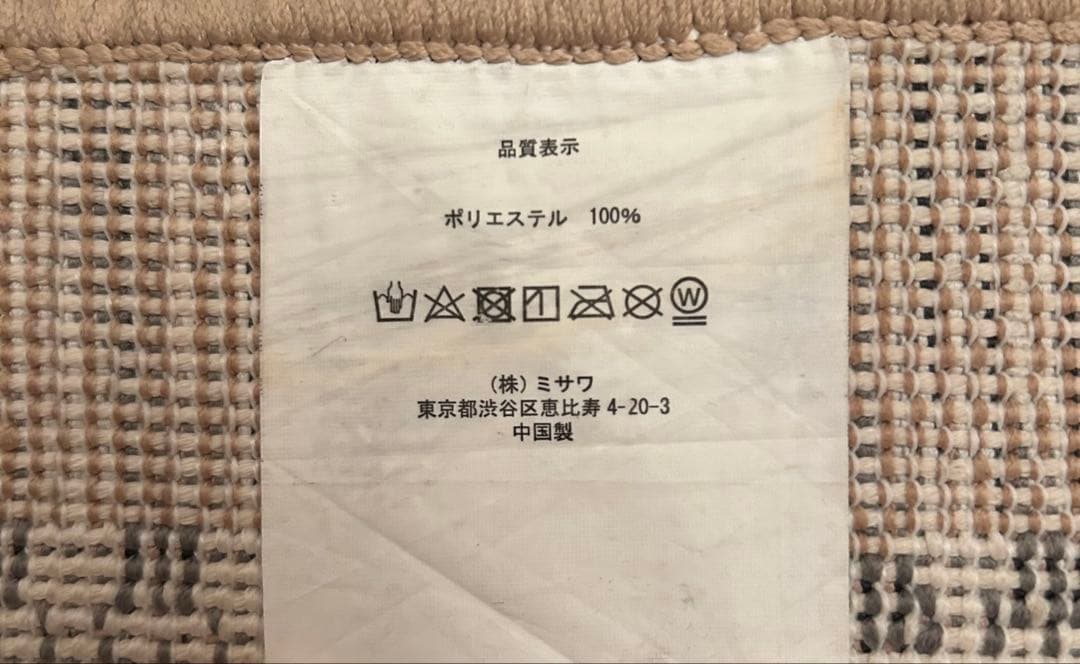 品質表示
ポリエステル 100%
W
(株)ミサワ
東京都渋谷区恵比寿 4-20-3
中国製